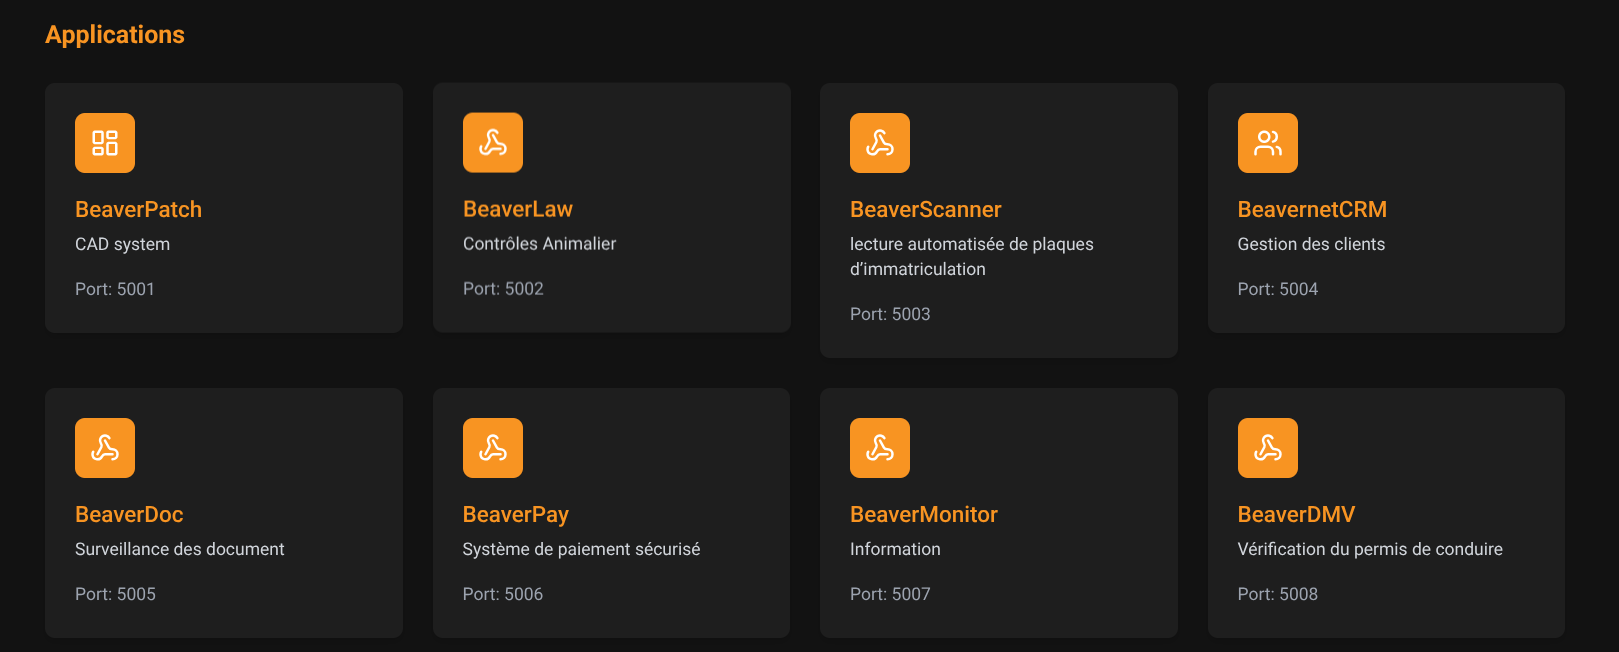 Applications
BeaverPatch
CAD system
Port: 5001
BeaverLaw
Contrôles Animalier
Port: 5002
BeaverScanner
lecture automatisée de plaques
d’immatriculation
Port: 5003
BeavernetCRM
Gestion des clients
Port: 5004
BeaverDoc
Surveillance des document
Port: 5005
BeaverPay
Système de paiement sécurisé
Port: 5006
BeaverMonitor
Information
Port: 5007
BeaverDMV
Vérification du permis de conduire
Port: 5008